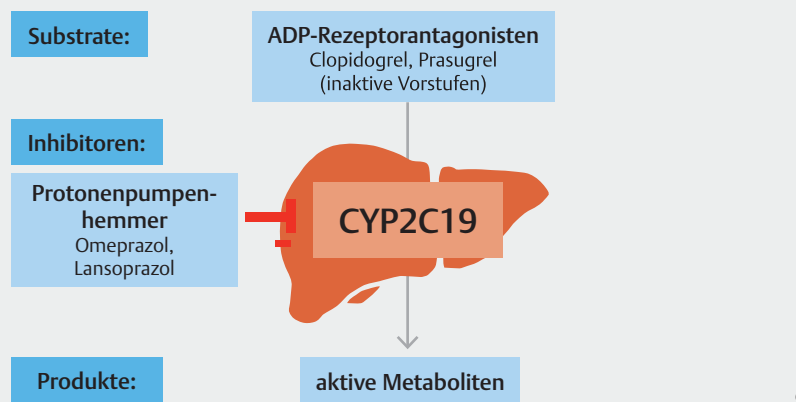 Substrate:
ADP-Rezeptorantagonisten
Clopidogrel, Prasugrel
(inaktive Vorstufen)
Inhibitoren:
Protonenpumpen-
hemmer
Omeprazol,
Lansoprazol
CYP2C19
Produkte:
aktive Metaboliten